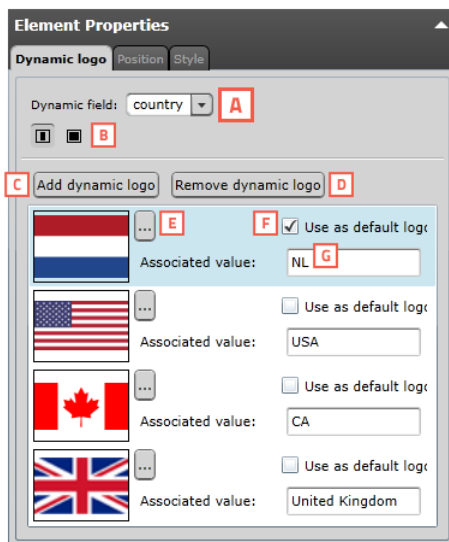 Element Properties
Dynamic logo Position Style
Dynamic field: country A
B
C Add dynamic logo Remove dynamic logo D
... E F Use as default logo
Associated value: NL G
... Use as default logo
Associated value: USA
... Use as default logo
Associated value: CA
... Use as default logo
Associated value: United Kingdom